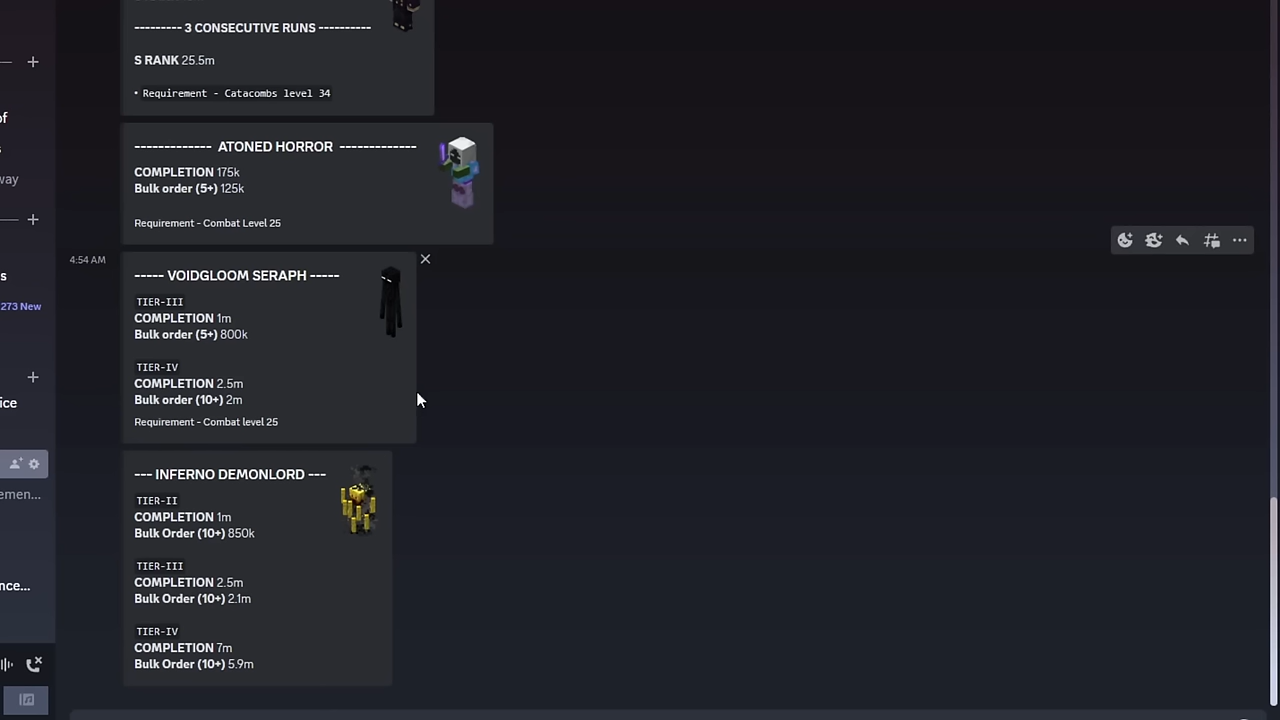 --------- 3 CONSECUTIVE RUNS ----------
S RANK 25.5m
• Requirement - Catacombs level 34
of
s
way
------------- ATONED HORROR -------------
COMPLETION 175k
Bulk order (5+) 125k
Requirement - Combat Level 25
4:54 AM
----- VOIDGLOOM SERAPH -----
s
TIER-III
273 New
COMPLETION 1m
Bulk order (5+) 800k
TIER-IV
COMPLETION 2.5m
ice
Bulk order (10+) 2m
Requirement - Combat level 25
--- INFERNO DEMONLORD ---
emen...
TIER-II
COMPLETION 1m
Bulk Order (10+) 850k
TIER-III
COMPLETION 2.5m
nce...
Bulk Order (10+) 2.1m
TIER-IV
COMPLETION 7m
Bulk Order (10+) 5.9m